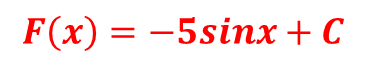 F(x) = −5sinx + C